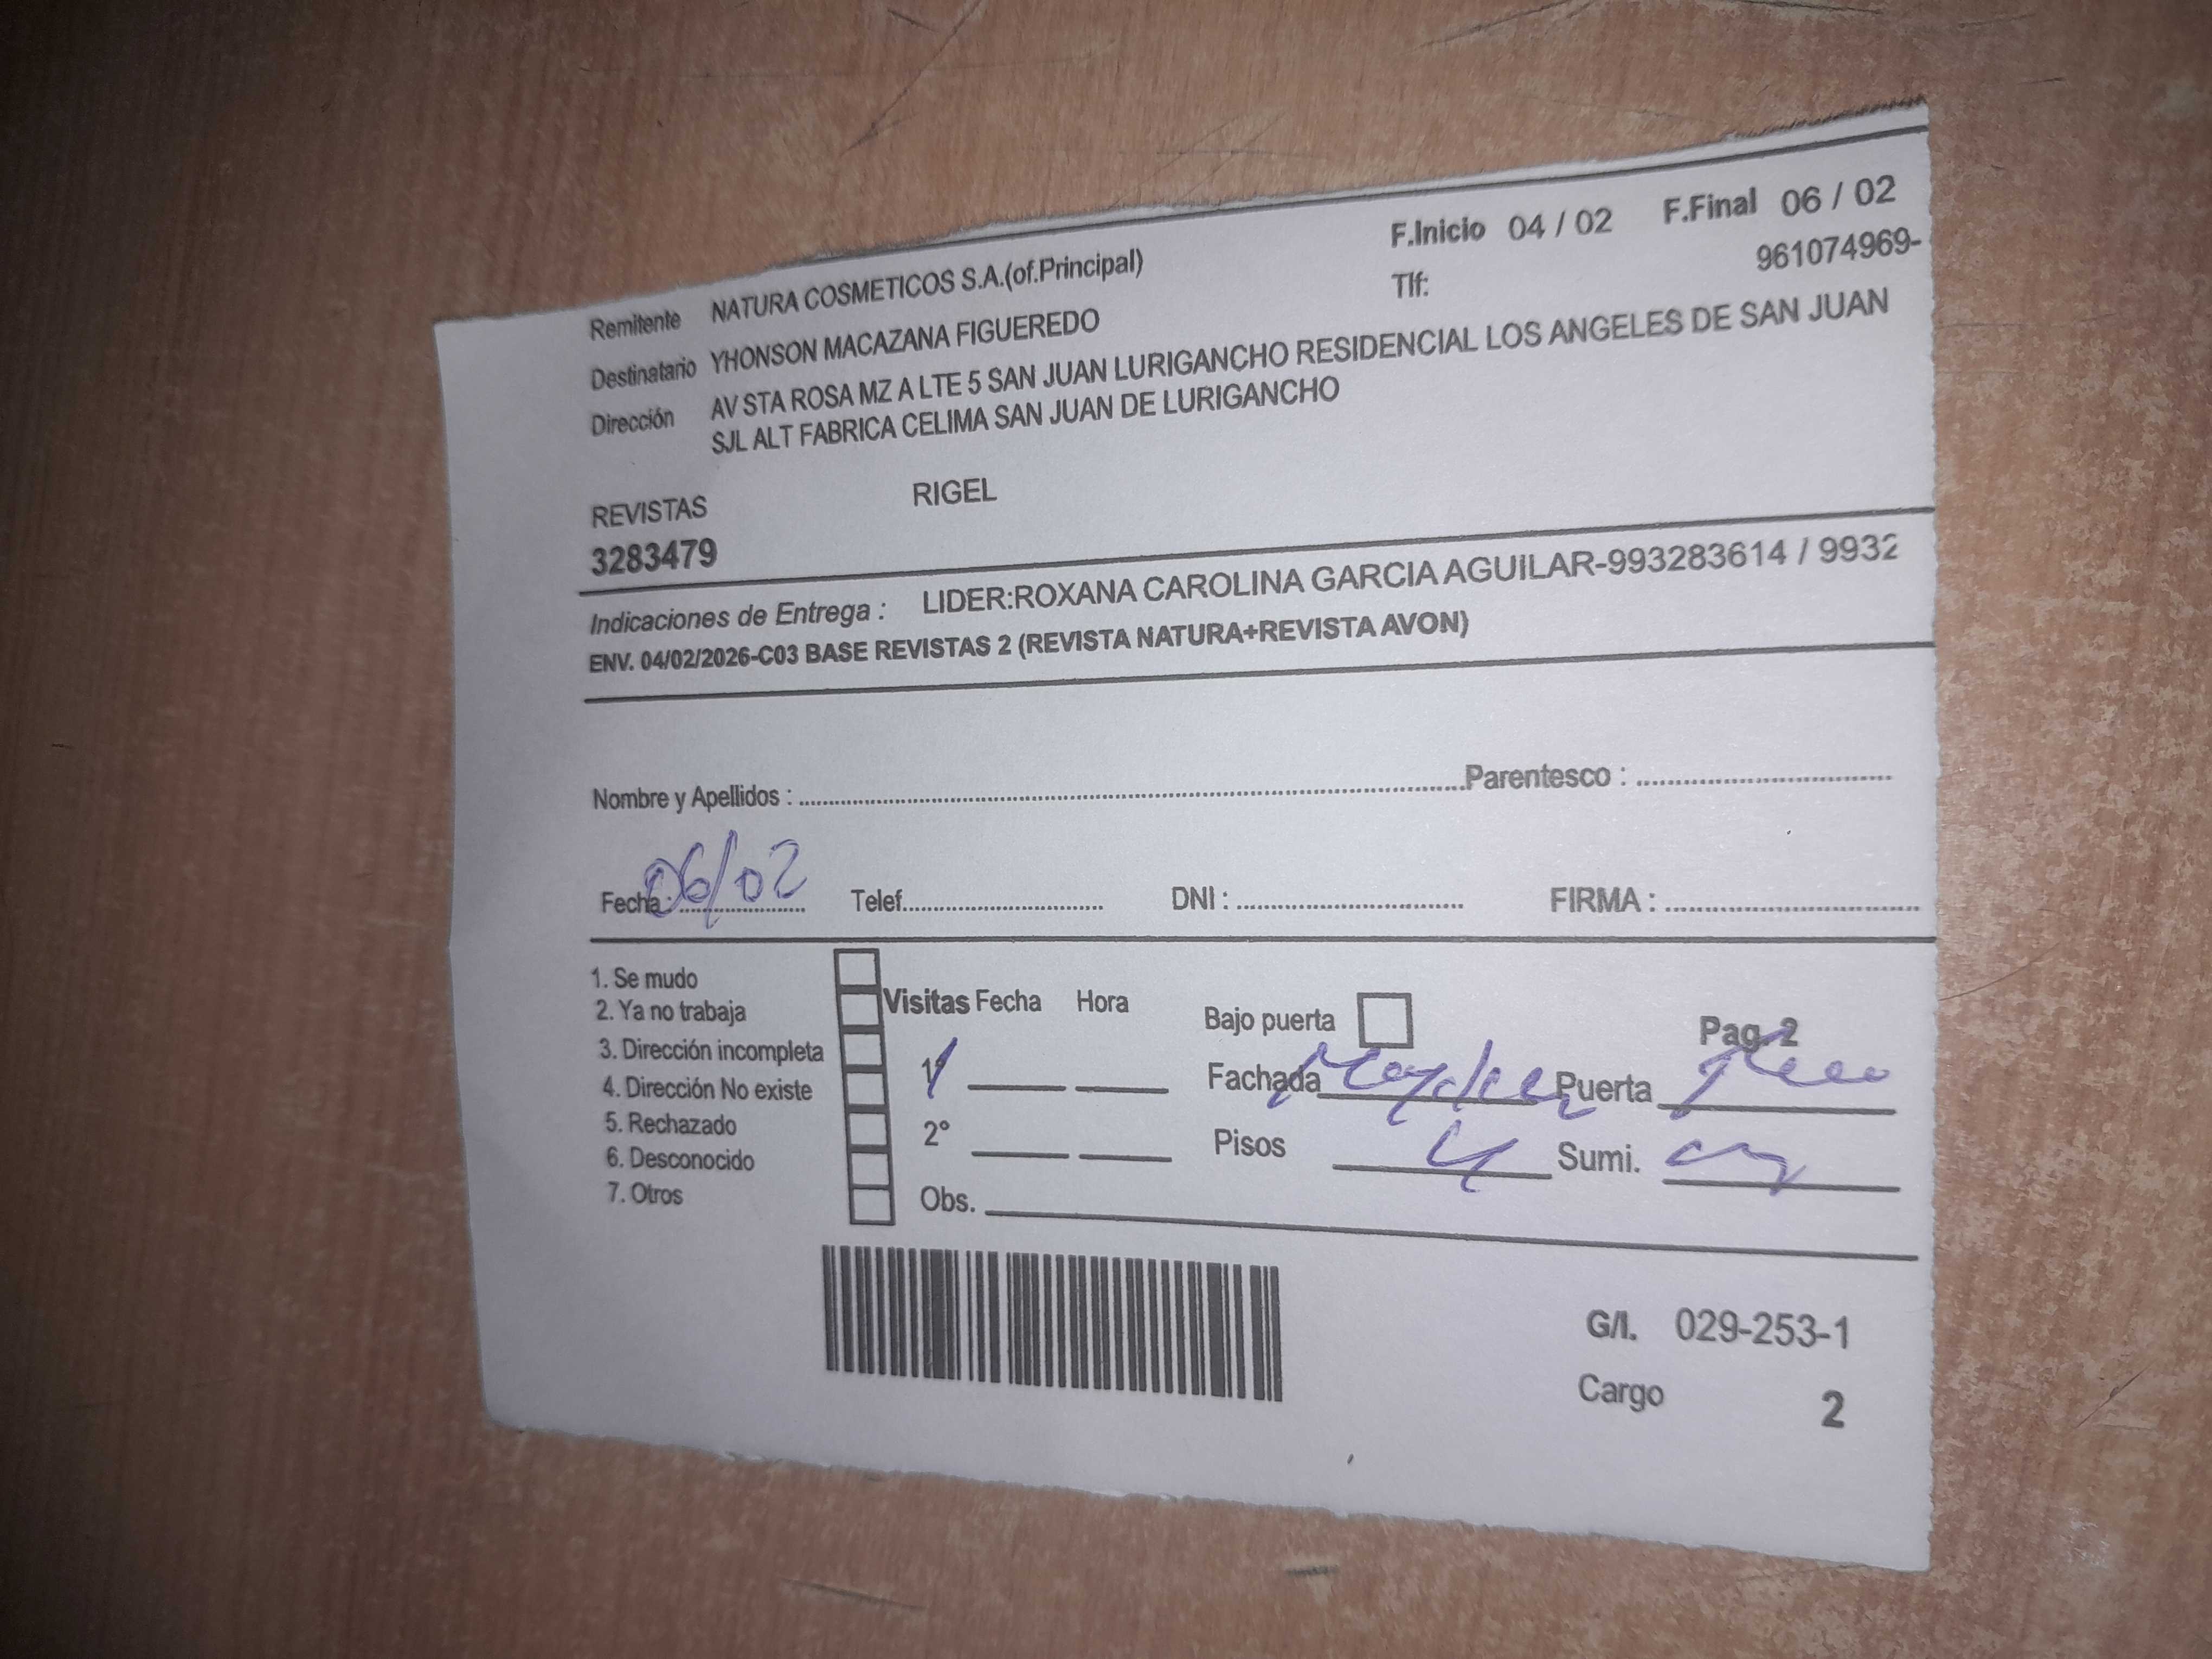 F.Inicio 04 / 02 F.Final 06 / 02
Remitente NATURA COSMETICOS S.A.(of.Principal) Tlf: 961074969-
Destinatario YHONSON MACAZANA FIGUEREDO
Dirección AV STA ROSA MZ A LTE 5 SAN JUAN LURIGANCHO RESIDENCIAL LOS ANGELES DE SAN JUAN
SJL ALT FABRICA CELIMA SAN JUAN DE LURIGANCHO
REVISTAS RIGEL
3283479
Indicaciones de Entrega : LIDER:ROXANA CAROLINA GARCIA AGUILAR-993283614 / 9932
ENV. 04/02/2026-C03 BASE REVISTAS 2 (REVISTA NATURA+REVISTA AVON)
Nombre y Apellidos : Parentesco :
Fecha: 06/02 Telef. DNI : FIRMA :
1. Se mudo
2. Ya no trabaja
3. Dirección incompleta
4. Dirección No existe
5. Rechazado
6. Desconocido
7. Otros
Visitas Fecha Hora
1°
2°
Obs.
Bajo puerta Pag. 2
Fachada Puerta
Pisos 4 Sumi.
G/I. 029-253-1
Cargo 2